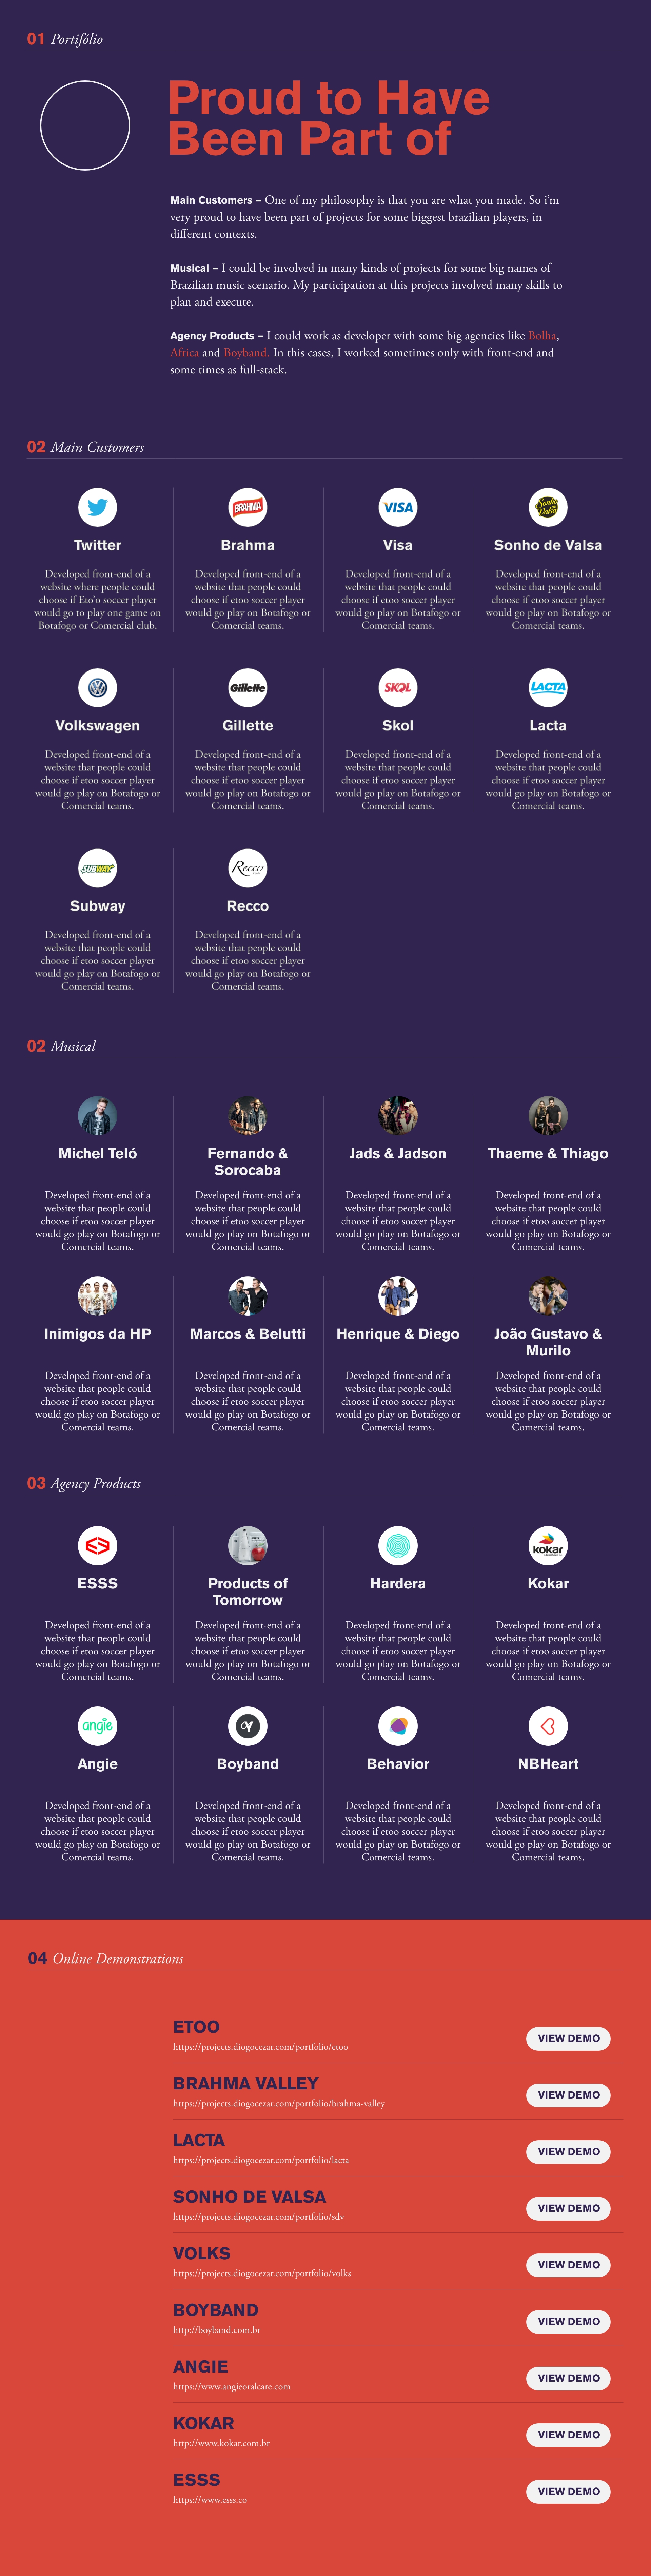 01 Portifólio
Proud to Have
Been Part of
Main Customers – One of my philosophy is that you are what you made. So i'm
very proud to have been part of projects for some biggest brazilian players, in
different contexts.
Musical – I could be involved in many kinds of projects for some big names of
Brazilian music scenario. My participation at this projects involved many skills to
plan and execute.
Agency Products – I could work as developer with some big agencies like Bolha,
Africa and Boyband. In this cases, I worked sometimes only with front-end and
some times as full-stack.
02 Main Customers
Twitter
Developed front-end of a
website where people could
choose if Eto'o soccer player
would go to play one game on
Botafogo or Comercial club.
BRAHMA
Brahma
Developed front-end of a
website that people could
choose if etoo soccer player
would go play on Botafogo or
Comercial teams.
VISA
Visa
Developed front-end of a
website that people could
choose if etoo soccer player
would go play on Botafogo or
Comercial teams.
Sonho
de
Valsa
Sonho de Valsa
Developed front-end of a
website that people could
choose if etoo soccer player
would go play on Botafogo or
Comercial teams.
Volkswagen
Developed front-end of a
website that people could
choose if etoo soccer player
would go play on Botafogo or
Comercial teams.
Gillette
Gillette
Developed front-end of a
website that people could
choose if etoo soccer player
would go play on Botafogo or
Comercial teams.
SKOL
Skol
Developed front-end of a
website that people could
choose if etoo soccer player
would go play on Botafogo or
Comercial teams.
LACTA
Lacta
Developed front-end of a
website that people could
choose if etoo soccer player
would go play on Botafogo or
Comercial teams.
SUBWAY
Subway
Developed front-end of a
website that people could
choose if etoo soccer player
would go play on Botafogo or
Comercial teams.
Recco
Recco
Developed front-end of a
website that people could
choose if etoo soccer player
would go play on Botafogo or
Comercial teams.
02 Musical
Michel Teló
Developed front-end of a
website that people could
choose if etoo soccer player
would go play on Botafogo or
Comercial teams.
Fernando &
Sorocaba
Developed front-end of a
website that people could
choose if etoo soccer player
would go play on Botafogo or
Comercial teams.
Jads & Jadson
Developed front-end of a
website that people could
choose if etoo soccer player
would go play on Botafogo or
Comercial teams.
Thaeme & Thiago
Developed front-end of a
website that people could
choose if etoo soccer player
would go play on Botafogo or
Comercial teams.
Inimigos da HP
Developed front-end of a
website that people could
choose if etoo soccer player
would go play on Botafogo or
Comercial teams.
Marcos & Belutti
Developed front-end of a
website that people could
choose if etoo soccer player
would go play on Botafogo or
Comercial teams.
Henrique & Diego
Developed front-end of a
website that people could
choose if etoo soccer player
would go play on Botafogo or
Comercial teams.
João Gustavo &
Murilo
Developed front-end of a
website that people could
choose if etoo soccer player
would go play on Botafogo or
Comercial teams.
03 Agency Products
ESSS
Developed front-end of a
website that people could
choose if etoo soccer player
would go play on Botafogo or
Comercial teams.
Products of
Tomorrow
Developed front-end of a
website that people could
choose if etoo soccer player
would go play on Botafogo or
Comercial teams.
Hardera
Developed front-end of a
website that people could
choose if etoo soccer player
would go play on Botafogo or
Comercial teams.
kokar
Kokar
Developed front-end of a
website that people could
choose if etoo soccer player
would go play on Botafogo or
Comercial teams.
angie
Angie
Developed front-end of a
website that people could
choose if etoo soccer player
would go play on Botafogo or
Comercial teams.
Boyband
Developed front-end of a
website that people could
choose if etoo soccer player
would go play on Botafogo or
Comercial teams.
Behavior
Developed front-end of a
website that people could
choose if etoo soccer player
would go play on Botafogo or
Comercial teams.
NBHeart
Developed front-end of a
website that people could
choose if etoo soccer player
would go play on Botafogo or
Comercial teams.
04 Online Demonstrations
ETOO
https://projects.diogocezar.com/portfolio/etoo
VIEW DEMO
BRAHMA VALLEY
https://projects.diogocezar.com/portfolio/brahma-valley
VIEW DEMO
LACTA
https://projects.diogocezar.com/portfolio/lacta
VIEW DEMO
SONHO DE VALSA
https://projects.diogocezar.com/portfolio/sdv
VIEW DEMO
VOLKS
https://projects.diogocezar.com/portfolio/volks
VIEW DEMO
BOYBAND
http://boyband.com.br
VIEW DEMO
ANGIE
https://www.angieoralcare.com
VIEW DEMO
KOKAR
http://www.kokar.com.br
VIEW DEMO
ESSS
https://www.esss.co
VIEW DEMO